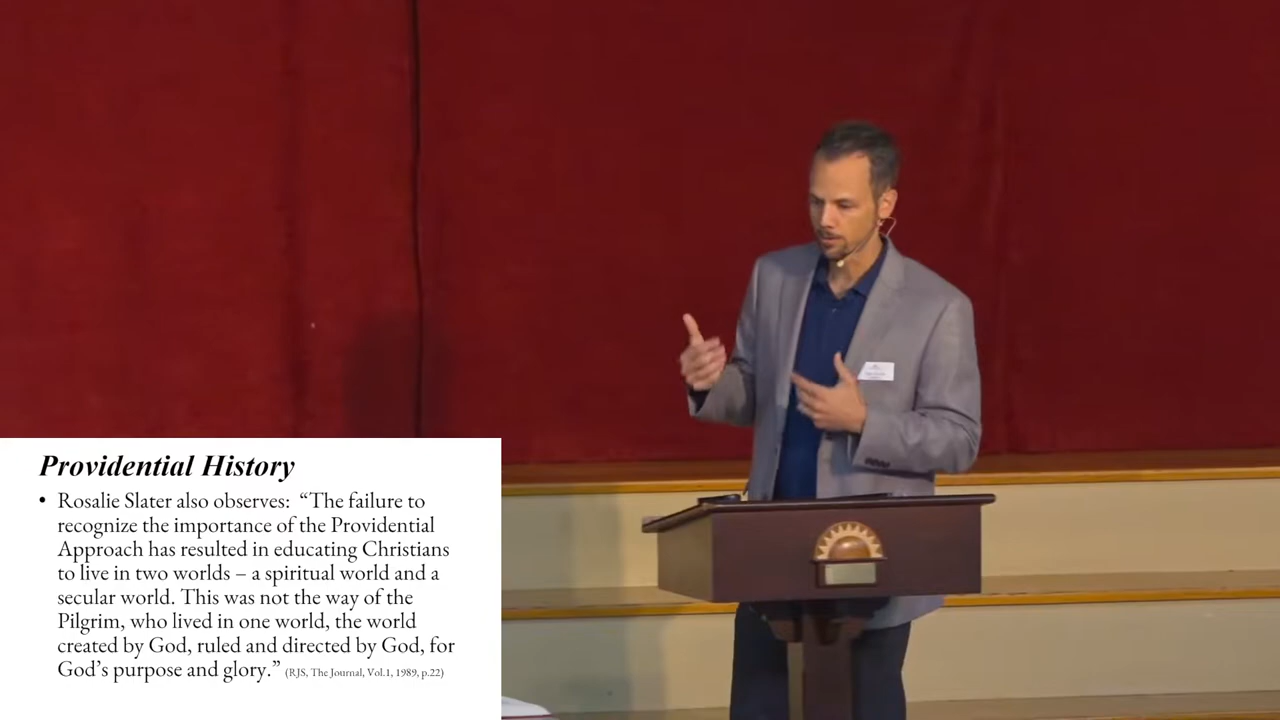 Providential History
• Rosalie Slater also observes: “The failure to
recognize the importance of the Providential
Approach has resulted in educating Christians
to live in two worlds – a spiritual world and a
secular world. This was not the way of the
Pilgrim, who lived in one world, the world
created by God, ruled and directed by God, for
God’s purpose and glory.” (RJS, The Journal, Vol.1, 1989, p.22)